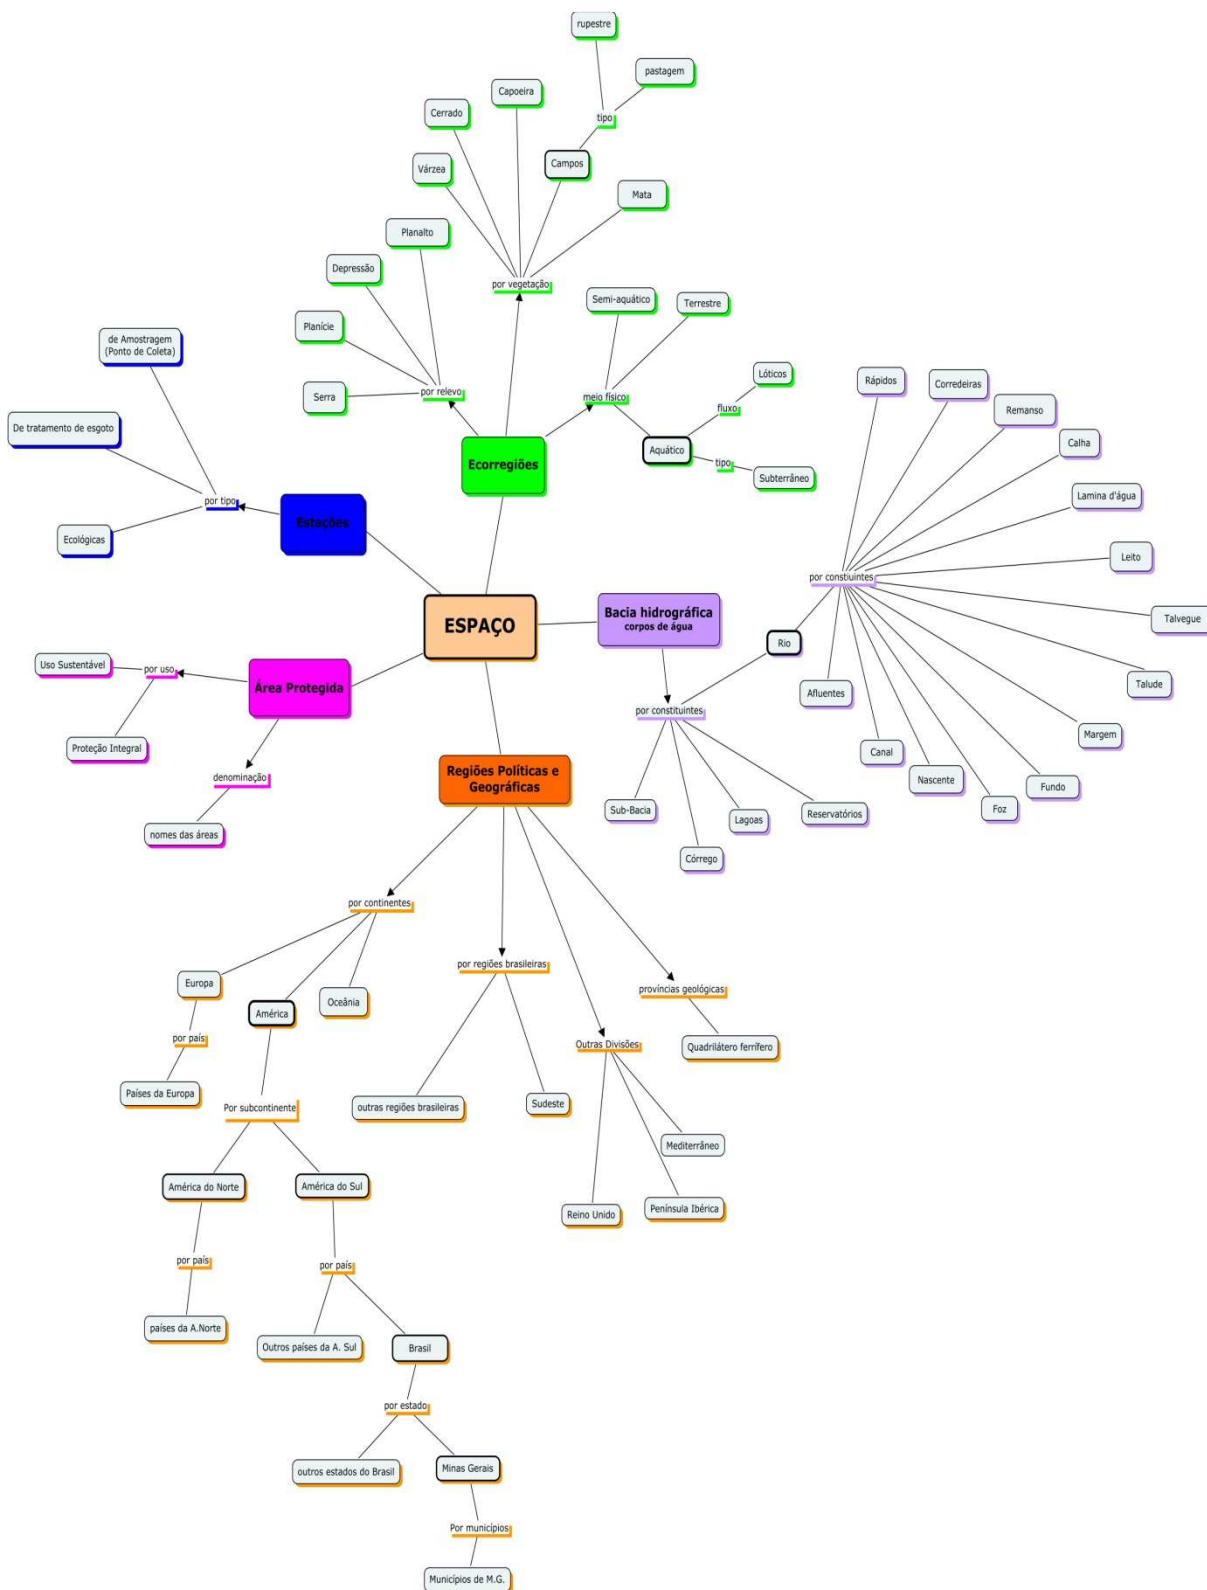 rupestre
pastagem
Capoeira
Cerrado
tipo
Campos
Várzea
Mata
Planalto
Depressão
por vegetação
Semi-aquático
Terrestre
Planície
de Amostragem
(Ponto de Coleta)
Serra
por relevo
meio físico
Lóticos
fluxo
Rápidos
Corredeiras
Remanso
Calha
De tratamento de esgoto
Ecorregiões
Aquático
tipo
Subterrâneo
Lamina d'água
por tipo
Estações
Ecológicas
Leito
por constiuintes
ESPAÇO
Bacia hidrográfica
corpos de água
Talvegue
Rio
Uso Sustentável
por uso
Área Protegida
Talude
Afluentes
por constituintes
Margem
Proteção Integral
Canal
denominação
Regiões Políticas e
Geográficas
Nascente
Fundo
Foz
nomes das áreas
Sub-Bacia
Lagoas
Reservatórios
Córrego
por continentes
por regiões brasileiras
Europa
Oceânia
províncias geológicas
América
por país
Outras Divisões
Quadrilátero ferrífero
Países da Europa
Por subcontinente
outras regiões brasileiras
Sudeste
Mediterrâneo
América do Norte
América do Sul
Reino Unido
Península Ibérica
por país
por país
países da A.Norte
Outros países da A. Sul
Brasil
por estado
outros estados do Brasil
Minas Gerais
Por municípios
Municípios de M.G.